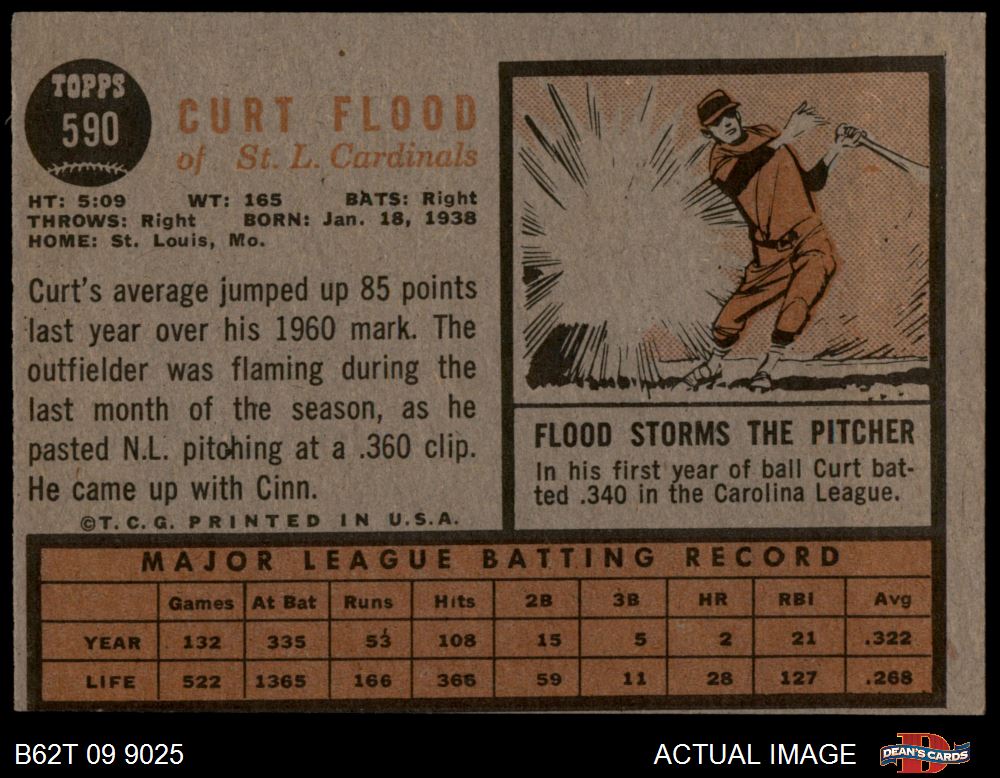 TOPPS
590
CURT FLOOD
of St. L. Cardinals
HT: 5:09 WT: 165 BATS: Right
THROWS: Right BORN: Jan. 18, 1938
HOME: St. Louis, Mo.
Curt's average jumped up 85 points
last year over his 1960 mark. The
outfielder was flaming during the
last month of the season, as he
pasted N.L. pitching at a .360 clip.
He came up with Cinn.
©T.C.G. PRINTED IN U.S.A.
FLOOD STORMS THE PITCHER
In his first year of ball Curt bat-
ted .340 in the Carolina League.
MAJOR LEAGUE BATTING RECORD
Games At Bat Runs Hits 2B 3B HR RBI Avg
YEAR 132 335 53 108 15 5 2 21 .322
LIFE 522 1365 166 366 59 11 28 127 .268
B62T 09 9025
ACTUAL IMAGE
DEAN'S CARDS